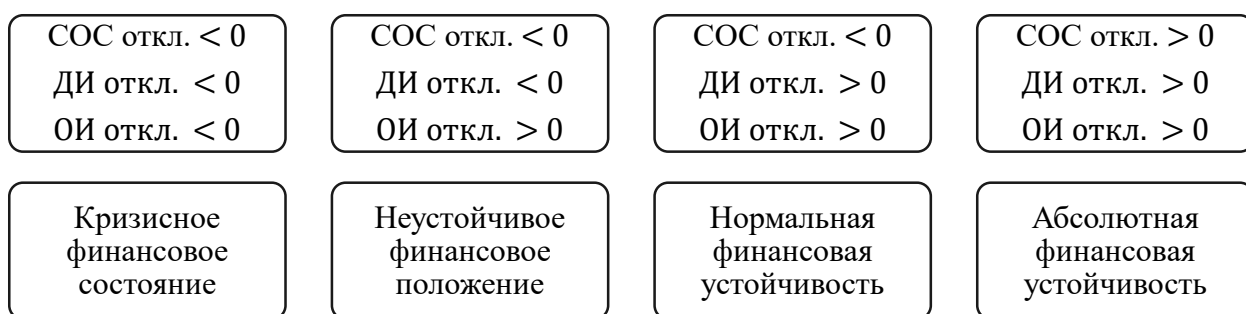 СОС откл. < 0
ДИ откл. < 0
ОИ откл. < 0
СОС откл. < 0
ДИ откл. < 0
ОИ откл. > 0
СОС откл. < 0
ДИ откл. > 0
ОИ откл. > 0
СОС откл. > 0
ДИ откл. > 0
ОИ откл. > 0
Кризисное
финансовое
состояние
Неустойчивое
финансовое
положение
Нормальная
финансовая
устойчивость
Абсолютная
финансовая
устойчивость